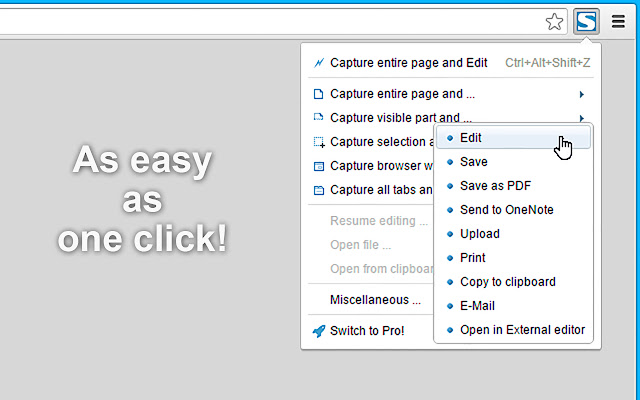 As easy
as
one click!
Capture entire page and Edit Ctrl+Alt+Shift+Z
Capture entire page and ...
Capture visible part and ...
Capture selection a
Capture browser w
Capture all tabs an
Resume editing ...
Open file ...
Open from clipboar
Miscellaneous ...
Switch to Pro!
Edit
Save
Save as PDF
Send to OneNote
Upload
Print
Copy to clipboard
E-Mail
Open in External editor